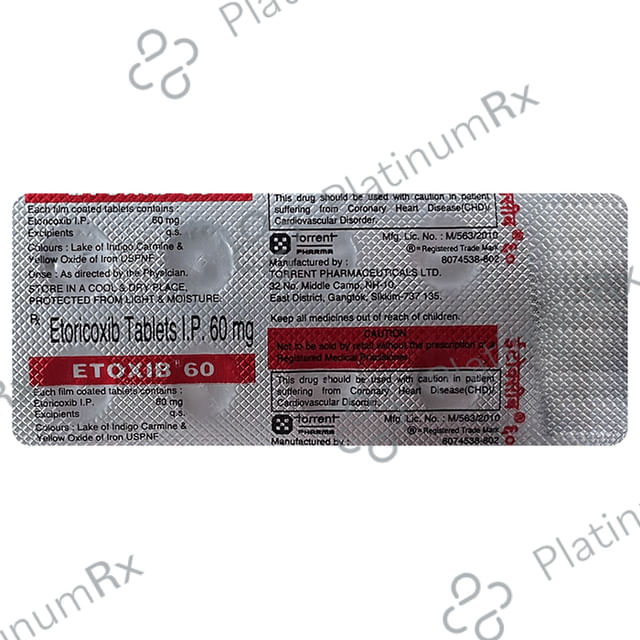 PlatinumRx
PlatinumRx
Each film coated tablets contains :
Etoricoxib I.P. 60 mg
Excipients q.s.
Colours : Lake of Indigo Carmine &
Yellow Oxide of Iron USPNF
Dose : As directed by the Physician.
STORE IN A COOL & DRY PLACE,
PROTECTED FROM LIGHT & MOISTURE.
Rx Etoricoxib Tablets I.P. 60 mg
ETOXIB 60
Each film coated tablets contains :
Etoricoxib I.P. 60 mg
Excipients q.s.
Colours : Lake of Indigo Carmine &
Yellow Oxide of Iron USPNF
This drug should be used with caution in patient
suffering from Coronary Heart Disease(CHD)/
Cardiovascular Disorder.
torrent
PHARMA
Mfg. Lic. No. : M/563/2010
® = Registered Trade Mark
Manufactured by : 8074538-802
TORRENT PHARMACEUTICALS LTD.
32 No. Middle Camp, NH-10,
East District, Gangtok, Sikkim-737 135.
Keep all medicines out of reach of children.
CAUTION
Not to be sold by retail without the prescription of a
Registered Medical Practitioner.
This drug should be used with caution in patient
suffering from Coronary Heart Disease(CHD)/
Cardiovascular Disorder.
torrent
PHARMA
Mfg. Lic. No. : M/563/2010
® = Registered Trade Mark
Manufactured by : 8074538-802
PlatinumRx
PlatinumRx